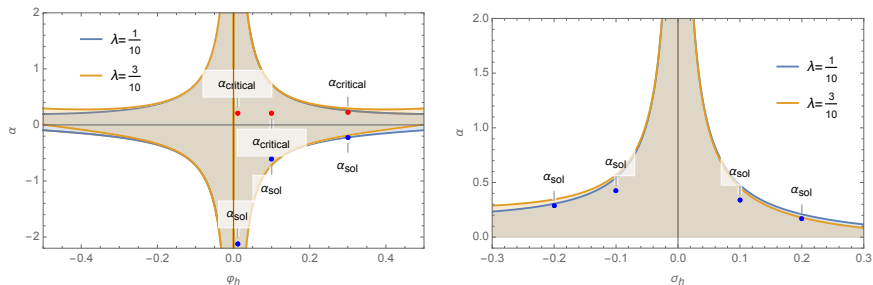 λ=1/10
λ=3/10
α_critical
α_critical
α_critical
α_sol
α_sol
α_sol
α
2
1
0
-1
-2
-0.4
-0.2
0.0
0.2
0.4
φ_h
λ=1/10
λ=3/10
α_sol
α_sol
α_sol
α_sol
α
2.0
1.5
1.0
0.5
0.0
-0.3
-0.2
-0.1
0.0
0.1
0.2
0.3
σ_h